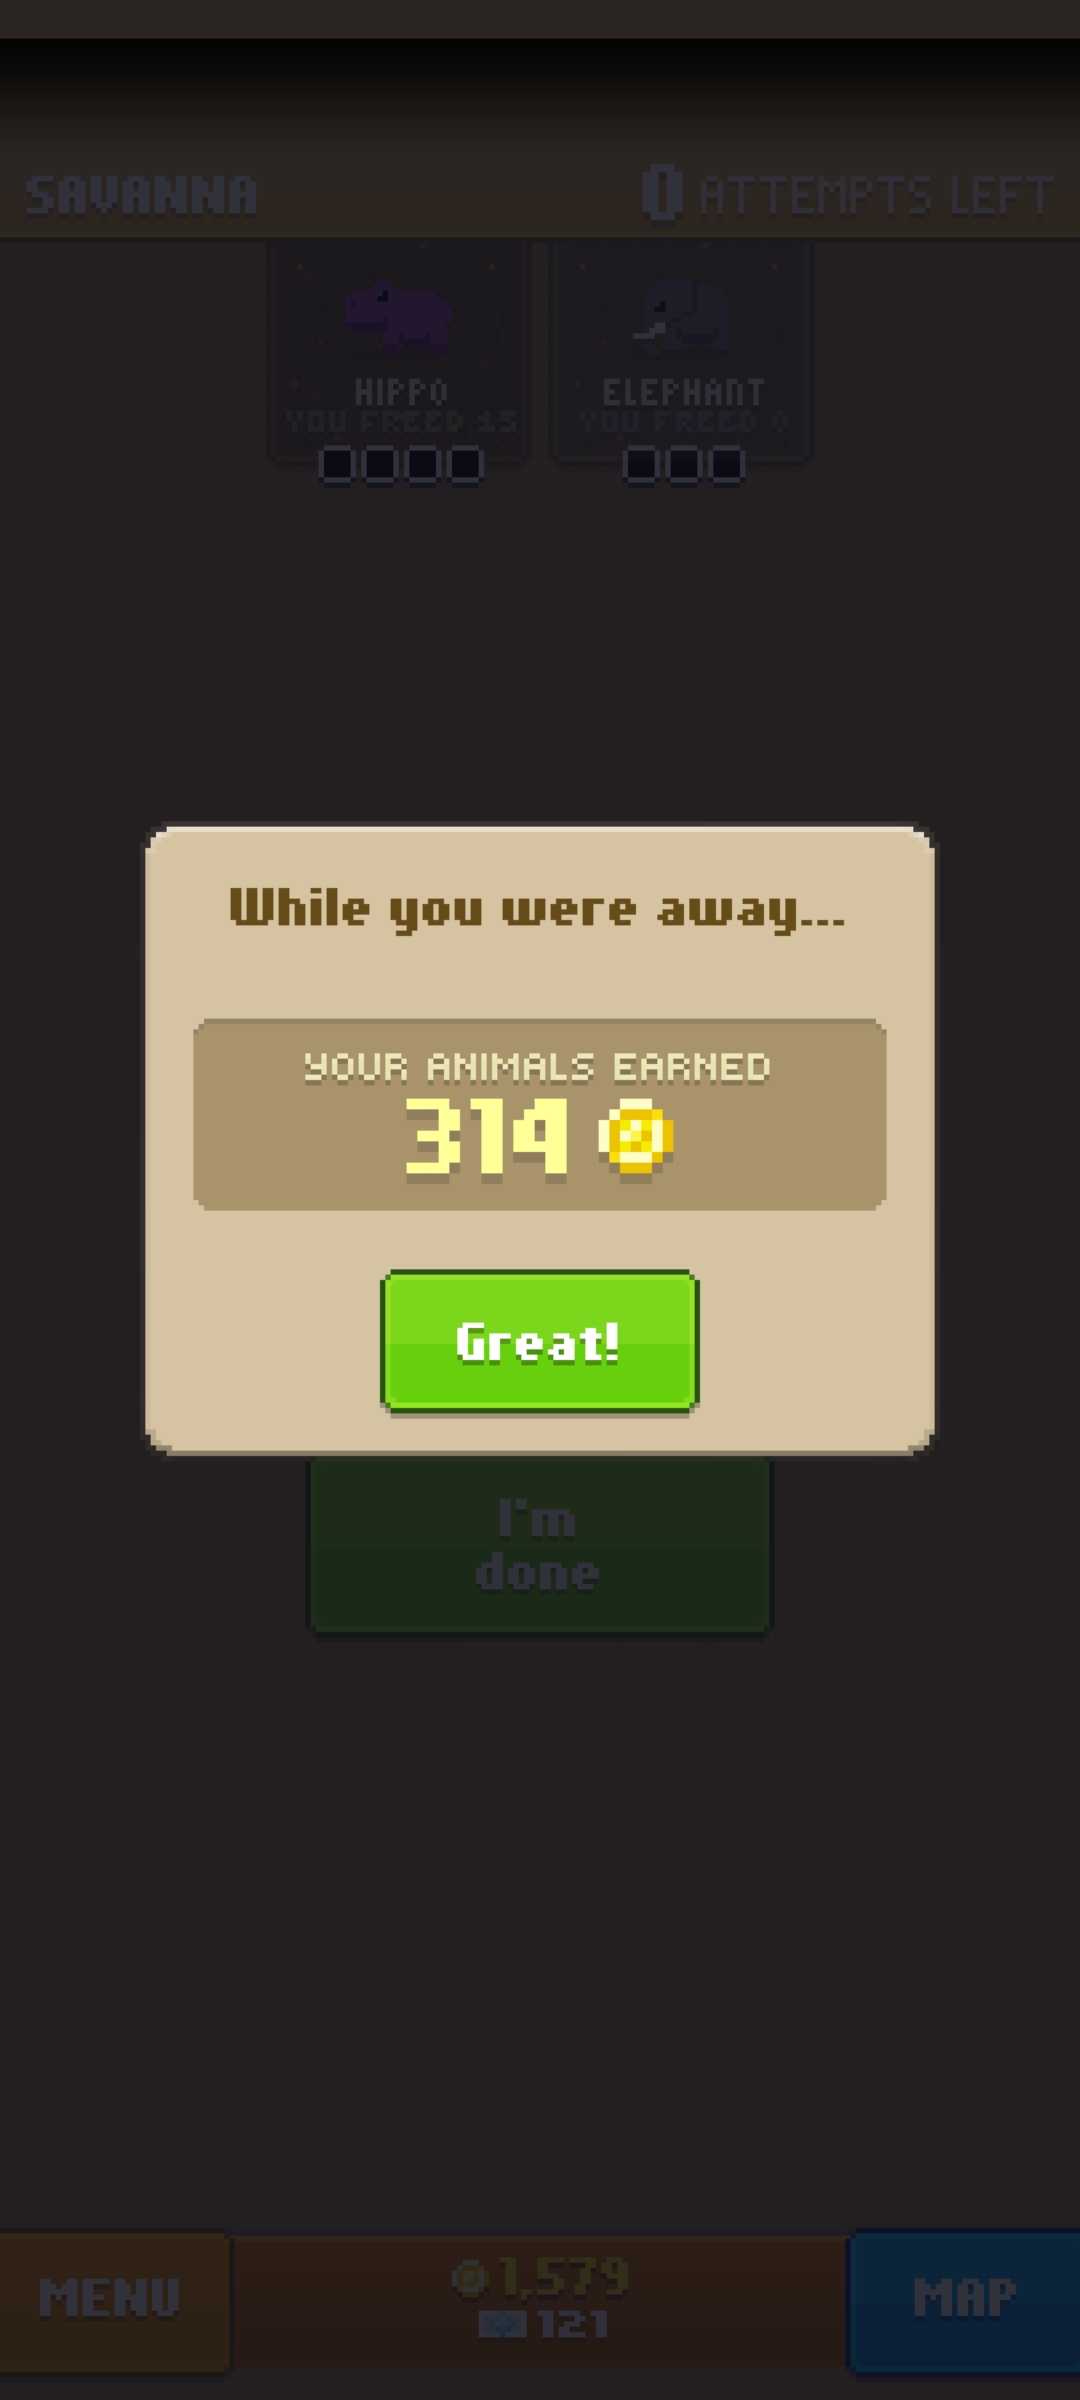 SAVANNA
0 ATTEMPTS LEFT
HIPPO
YOU FREED 15
ELEPHANT
YOU FREED 0
While you were away...
YOUR ANIMALS EARNED
314
Great!
I'm
done
MENU
1,579
121
MAP